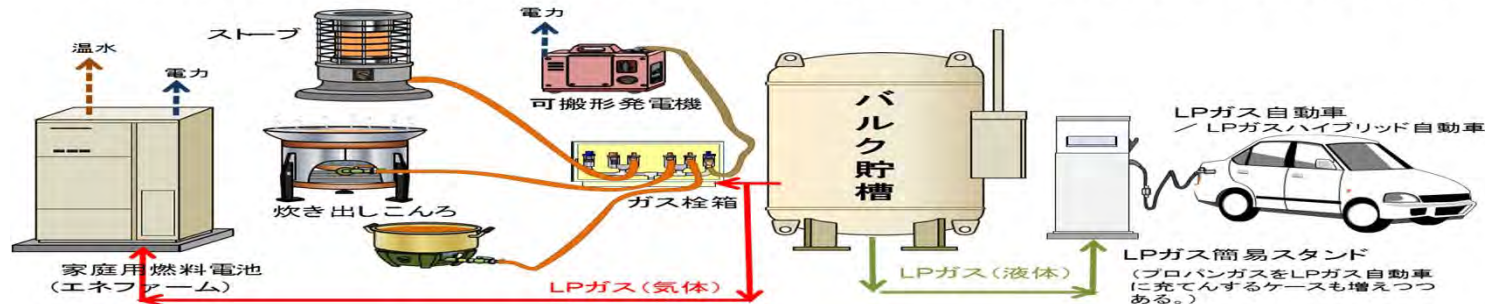 ストーブ
電力
温水
電力
可搬形発電機
バルク貯槽
LPガス自動車
／LPガスハイブリッド自動車
炊き出しこんろ
ガス栓箱
家庭用燃料電池
(エネファーム)
LPガス(気体)
LPガス(液体)
LPガス簡易スタンド
(プロパンガスをLPガス自動車
に充てんするケースも増えつつ
ある。)